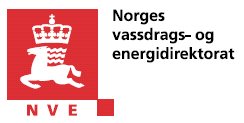 Norges
vassdrags- og
energidirektorat
NVE